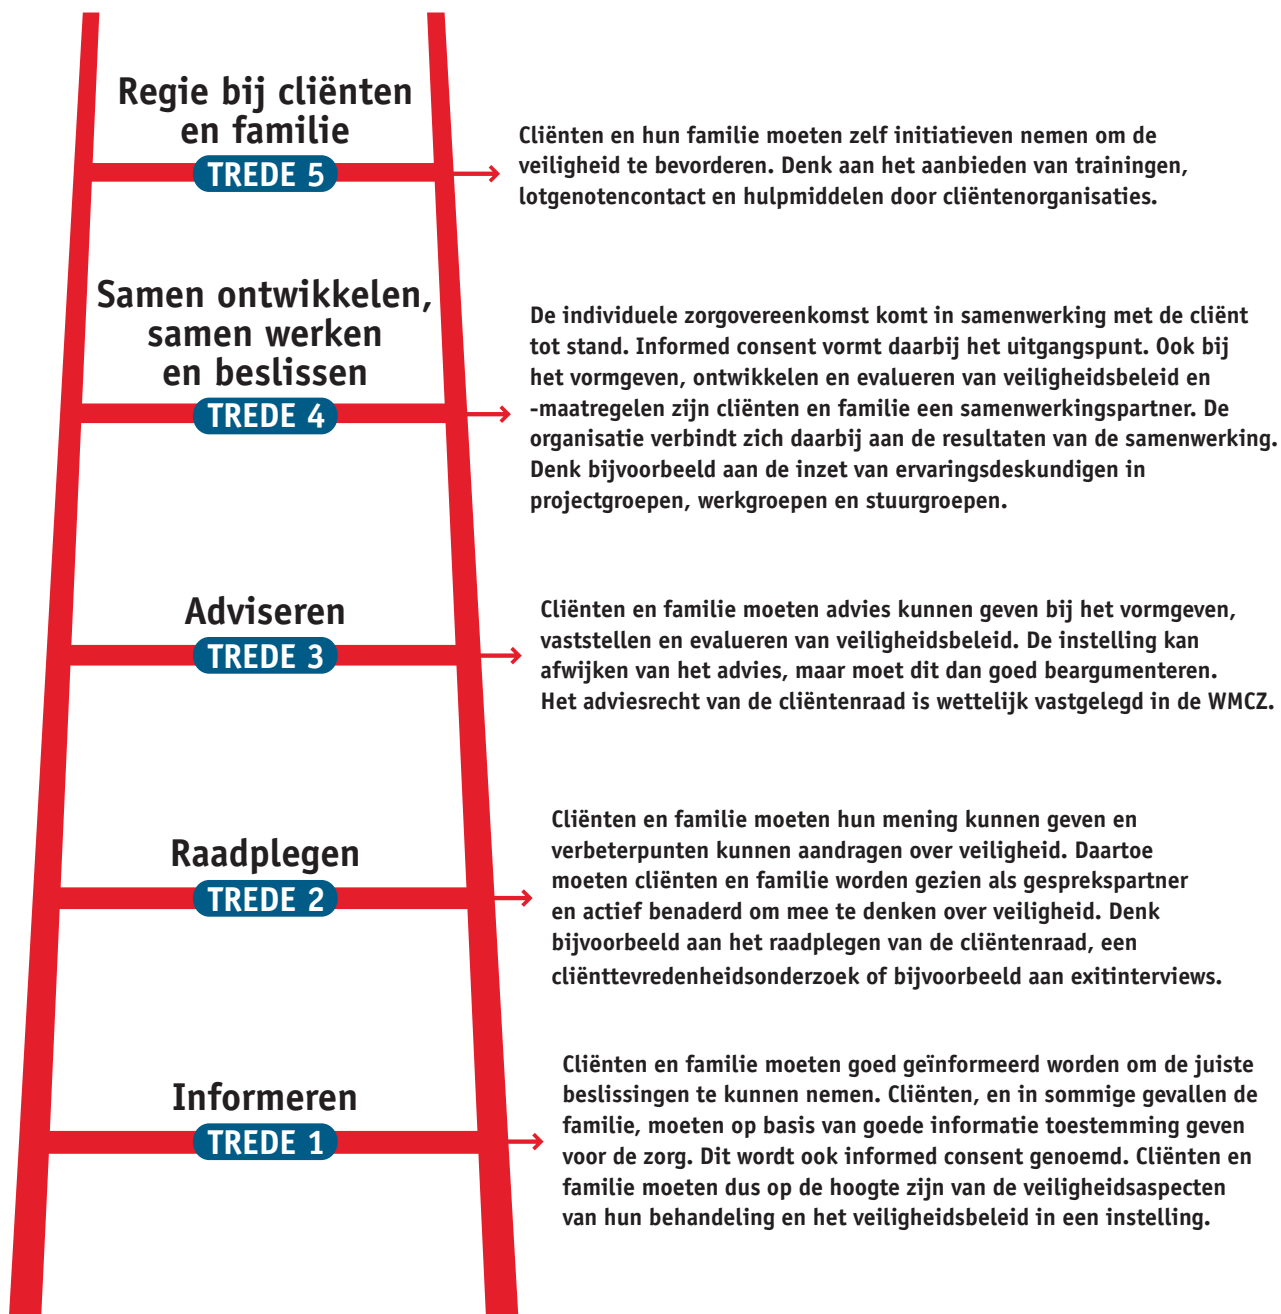 Regie bij cliënten
en familie
TREDE 5
Cliënten en hun familie moeten zelf initiatieven nemen om de
veiligheid te bevorderen. Denk aan het aanbieden van trainingen,
lotgenotencontact en hulpmiddelen door cliëntenorganisaties.
Samen ontwikkelen,
samen werken
en beslissen
TREDE 4
De individuele zorgovereenkomst komt in samenwerking met de cliënt
tot stand. Informed consent vormt daarbij het uitgangspunt. Ook bij
het vormgeven, ontwikkelen en evalueren van veiligheidsbeleid en
-maatregelen zijn cliënten en familie een samenwerkingspartner. De
organisatie verbindt zich daarbij aan de resultaten van de samenwerking.
Denk bijvoorbeeld aan de inzet van ervaringsdeskundigen in
projectgroepen, werkgroepen en stuurgroepen.
Adviseren
TREDE 3
Cliënten en familie moeten advies kunnen geven bij het vormgeven,
vaststellen en evalueren van veiligheidsbeleid. De instelling kan
afwijken van het advies, maar moet dit dan goed beargumenteren.
Het adviesrecht van de cliëntenraad is wettelijk vastgelegd in de WMCZ.
Raadplegen
TREDE 2
Cliënten en familie moeten hun mening kunnen geven en
verbeterpunten kunnen aandragen over veiligheid. Daartoe
moeten cliënten en familie worden gezien als gesprekspartner
en actief benaderd om mee te denken over veiligheid. Denk
bijvoorbeeld aan het raadplegen van de cliëntenraad, een
cliënttevredenheidsonderzoek of bijvoorbeeld aan exitinterviews.
Informeren
TREDE 1
Cliënten en familie moeten goed geïnformeerd worden om de juiste
beslissingen te kunnen nemen. Cliënten, en in sommige gevallen de
familie, moeten op basis van goede informatie toestemming geven
voor de zorg. Dit wordt ook informed consent genoemd. Cliënten en
familie moeten dus op de hoogte zijn van de veiligheidsaspecten
van hun behandeling en het veiligheidsbeleid in een instelling.